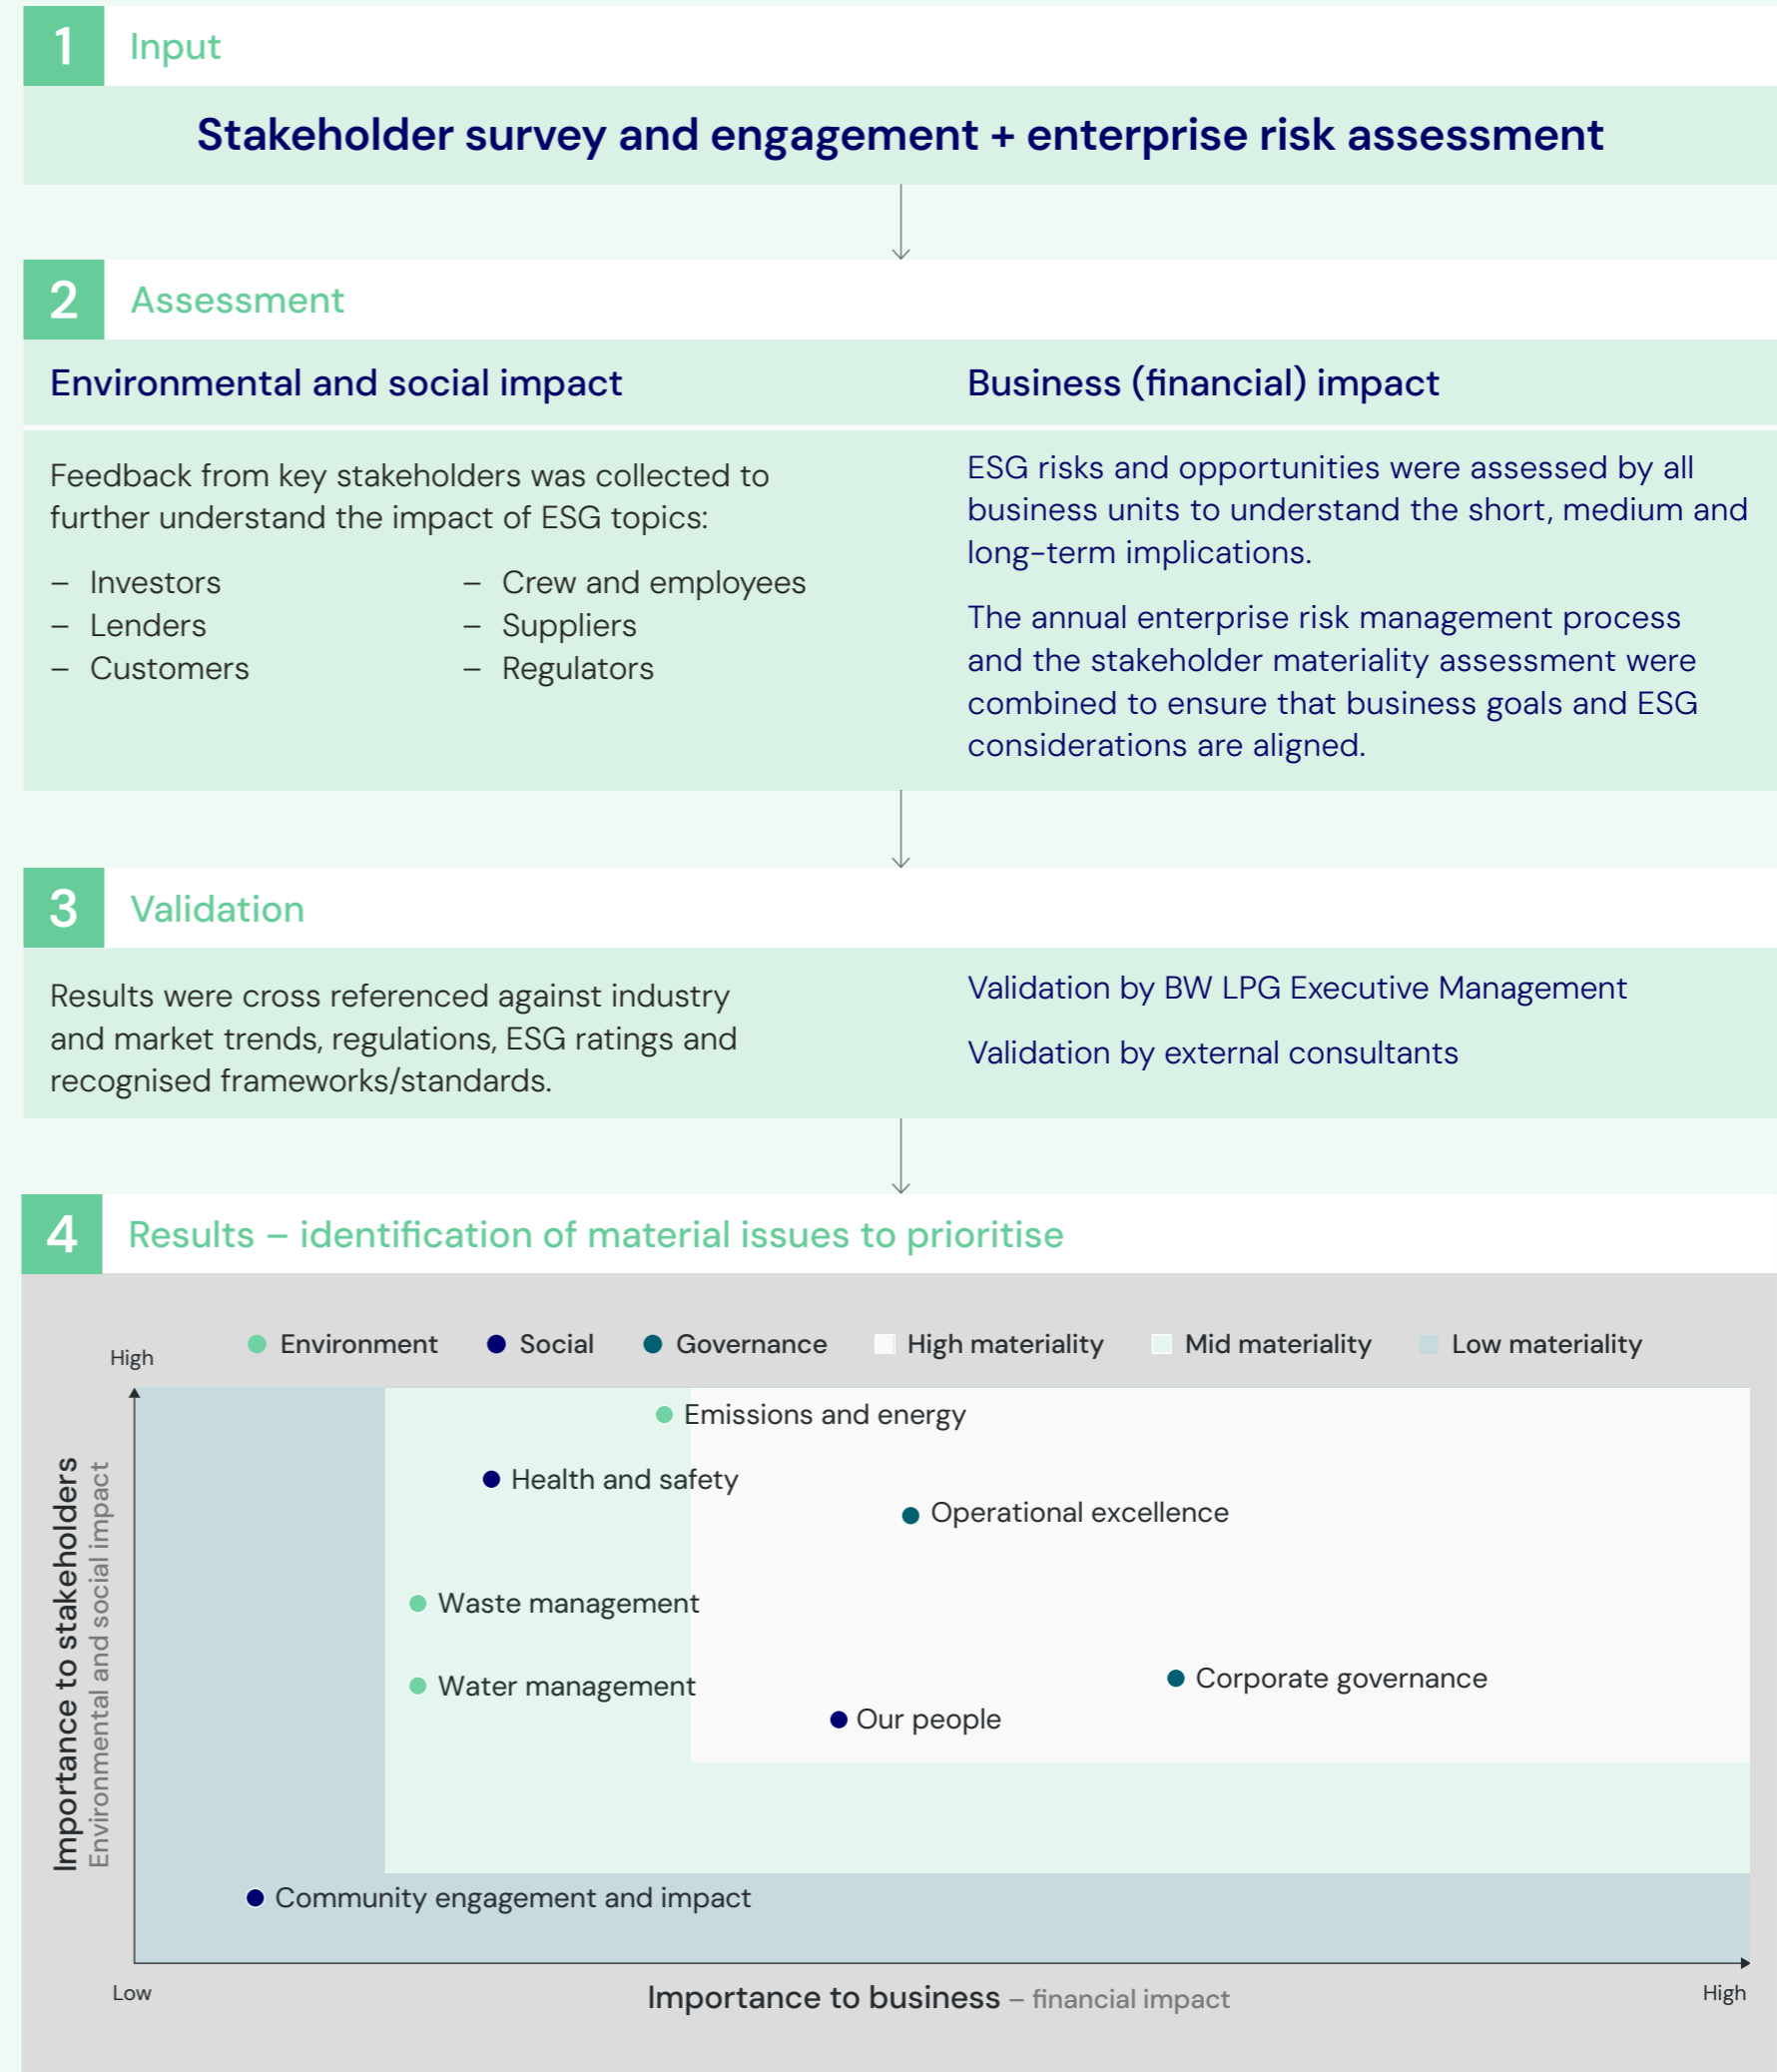 1 Input
Stakeholder survey and engagement + enterprise risk assessment
2 Assessment
Environmental and social impact
Feedback from key stakeholders was collected to
further understand the impact of ESG topics:
– Investors
– Lenders
– Customers
– Crew and employees
– Suppliers
– Regulators
Business (financial) impact
ESG risks and opportunities were assessed by all
business units to understand the short, medium and
long-term implications.
The annual enterprise risk management process
and the stakeholder materiality assessment were
combined to ensure that business goals and ESG
considerations are aligned.
3 Validation
Results were cross referenced against industry
and market trends, regulations, ESG ratings and
recognised frameworks/standards.
Validation by BW LPG Executive Management
Validation by external consultants
4 Results – identification of material issues to prioritise
Environment Social Governance High materiality Mid materiality Low materiality
High
Importance to stakeholders
Environmental and social impact
Emissions and energy
Health and safety
Operational excellence
Waste management
Corporate governance
Water management
Our people
Community engagement and impact
Low
Importance to business – financial impact
High